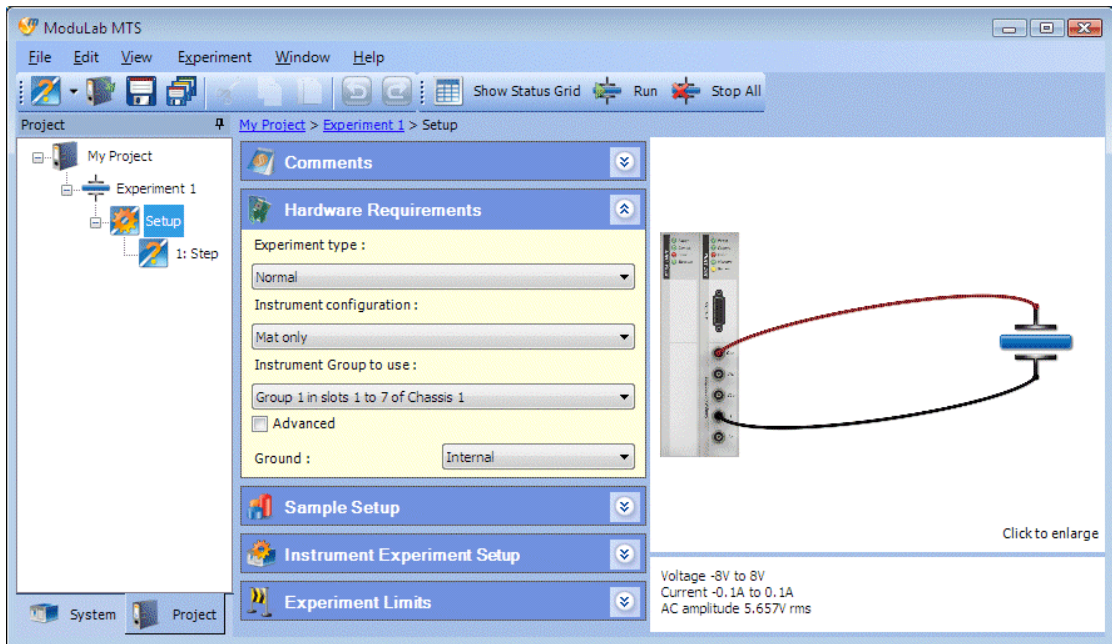 ModuLab MTS
File Edit View Experiment Window Help
Show Status Grid Run Stop All
Project
My Project > Experiment 1 > Setup
My Project
Experiment 1
Setup
1: Step
Comments
Hardware Requirements
Experiment type :
Normal
Instrument configuration :
Mat only
Instrument Group to use :
Group 1 in slots 1 to 7 of Chassis 1
Advanced
Ground : Internal
Sample Setup
Instrument Experiment Setup
Experiment Limits
Click to enlarge
Voltage -8V to 8V
Current -0.1A to 0.1A
AC amplitude 5.657V rms
System Project